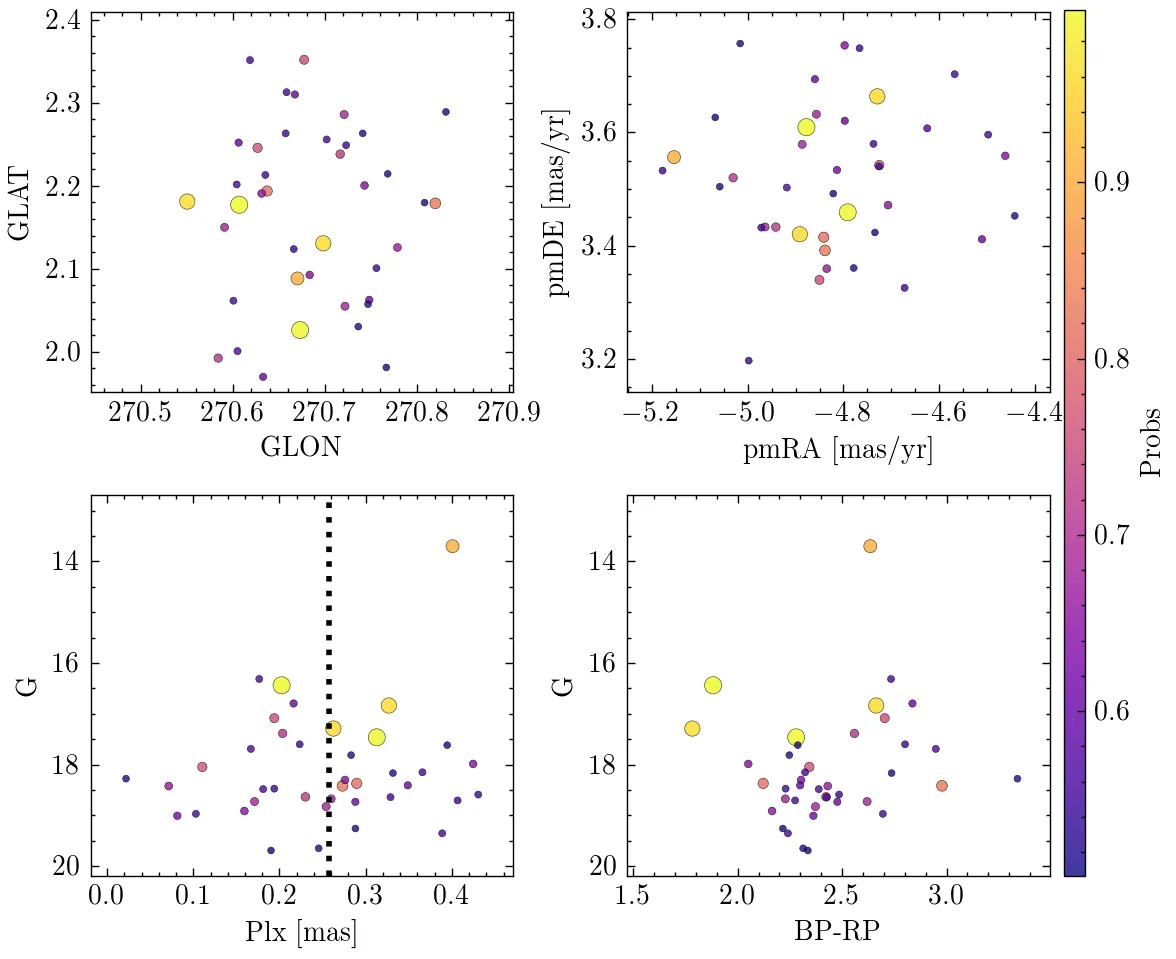 2.4
2.3
2.2
2.1
2.0
GLAT
270.5 270.6 270.7 270.8 270.9
GLON
3.8
3.6
3.4
3.2
pmDE [mas/yr]
−5.2 −5.0 −4.8 −4.6 −4.4
pmRA [mas/yr]
14
16
18
20
G
0.0 0.1 0.2 0.3 0.4
Plx [mas]
14
16
18
20
G
1.5 2.0 2.5 3.0
BP-RP
0.9
0.8
0.7
0.6
Probs